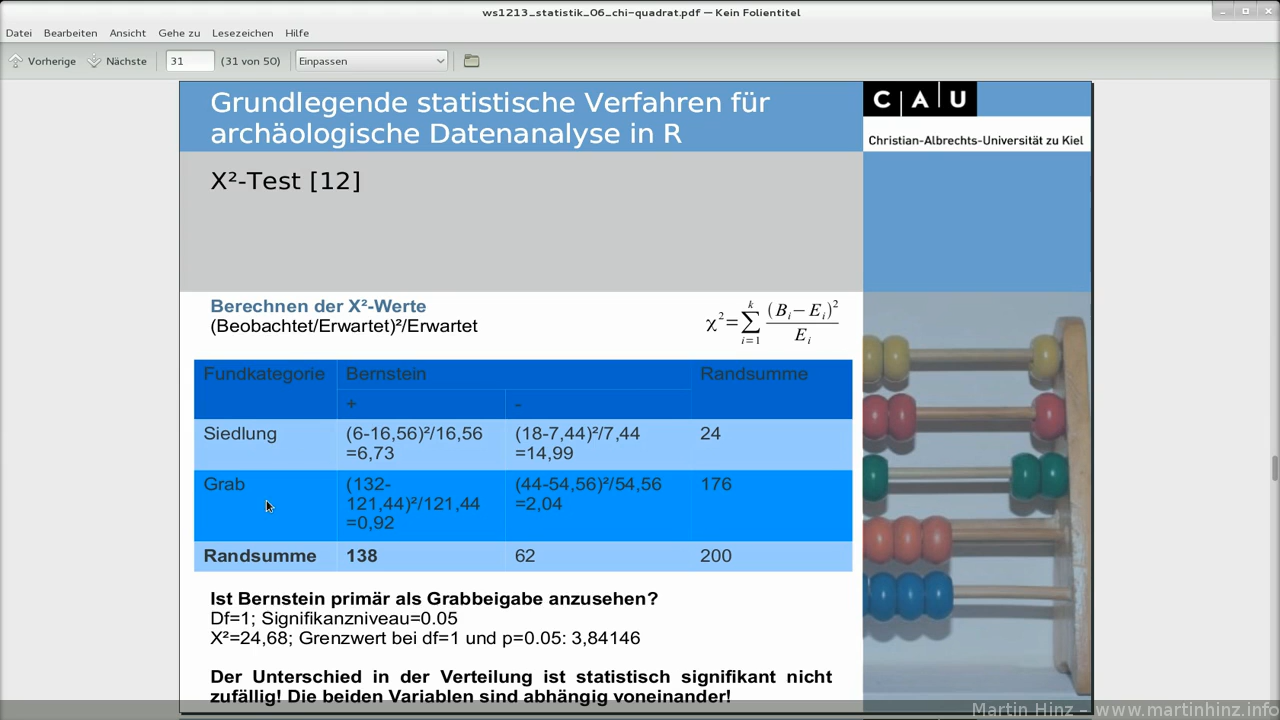 ws1213_statistik_06_chi-quadrat.pdf — Kein Folientitel
Datei Bearbeiten Ansicht Gehe zu Lesezeichen Hilfe
Vorherige Nächste 31 (31 von 50) Einpassen
Grundlegende statistische Verfahren für
archäologische Datenanalyse in R
C|A|U
Christian-Albrechts-Universität zu Kiel
X²-Test [12]
Berechnen der X²-Werte
(Beobachtet/Erwartet)²/Erwartet
χ²=∑ᵢ₌₁ᵏ (Bᵢ−Eᵢ)²/Eᵢ
Fundkategorie Bernstein Randsumme
+ -
Siedlung (6-16,56)²/16,56 (18-7,44)²/7,44 24
=6,73 =14,99
Grab (132- (44-54,56)²/54,56 176
121,44)²/121,44 =2,04
=0,92
Randsumme 138 62 200
Ist Bernstein primär als Grabbeigabe anzusehen?
Df=1; Signifikanzniveau=0.05
X²=24,68; Grenzwert bei df=1 und p=0.05: 3,84146
Der Unterschied in der Verteilung ist statistisch signifikant nicht
zufällig! Die beiden Variablen sind abhängig voneinander!
Martin Hinz - www.martinhinz.info